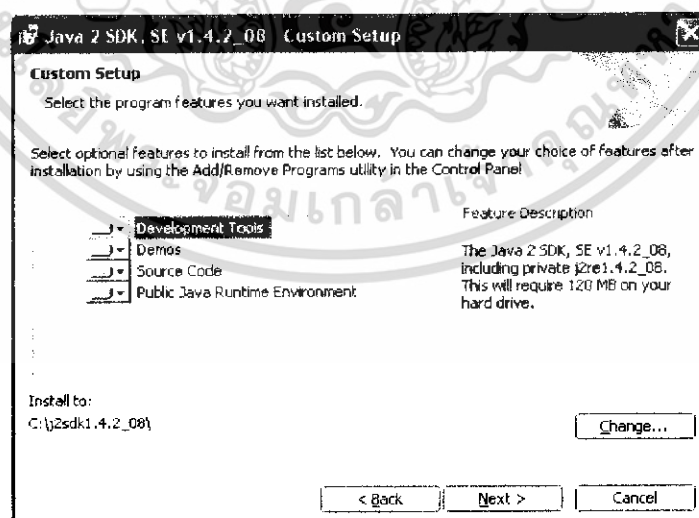 Java 2 SDK, SE v1.4.2_08 Custom Setup
Custom Setup
Select the program features you want installed.
Select optional features to install from the list below. You can change your choice of features after
installation by using the Add/Remove Programs utility in the Control Panel
Feature Description
Development Tools
Demos
Source Code
Public Java Runtime Environment
The Java 2 SDK, SE v1.4.2_08,
including private j2re1.4.2_08.
This will require 120 MB on your
hard drive.
Install to:
C:\j2sdk1.4.2_08\
Change...
< Back
Next >
Cancel